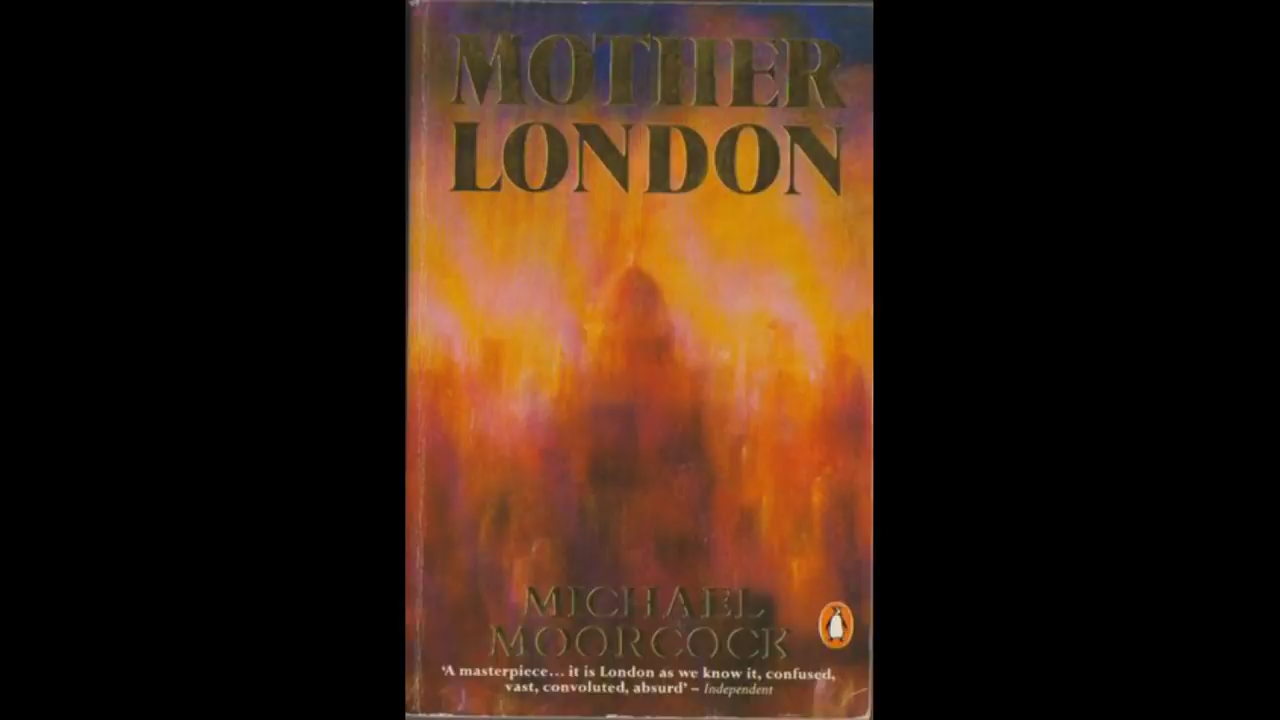 MOTHER
LONDON
MICHAEL
MOORCOCK
‘A masterpiece... it is London as we know it, confused,
vast, convoluted, absurd’ – Independent